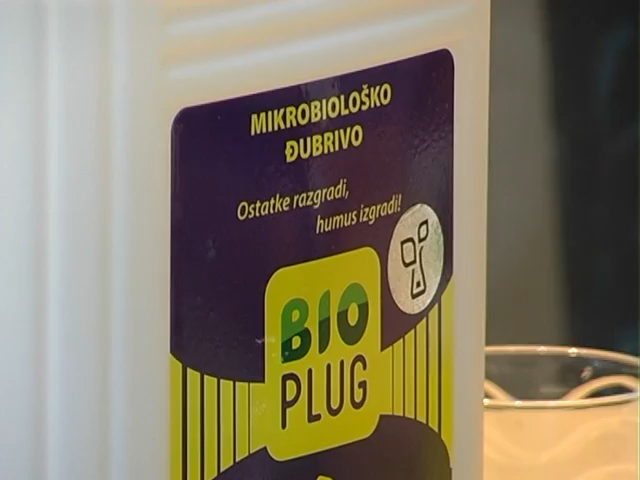 MIKROBIOLOŠKO
ĐUBRIVO
Ostatke razgradi,
humus izgradi!
BIO
PLUG